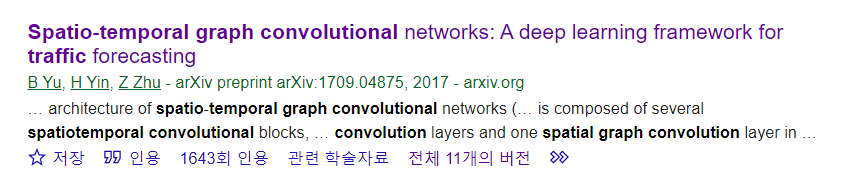 Spatio-temporal graph convolutional networks: A deep learning framework for
traffic forecasting
B Yu, H Yin, Z Zhu - arXiv preprint arXiv:1709.04875, 2017 - arxiv.org
… architecture of spatio-temporal graph convolutional networks (… is composed of several
spatiotemporal convolutional blocks, … convolution layers and one spatial graph convolution layer in …
저장 인용 1643회 인용 관련 학술자료 전체 11개의 버전